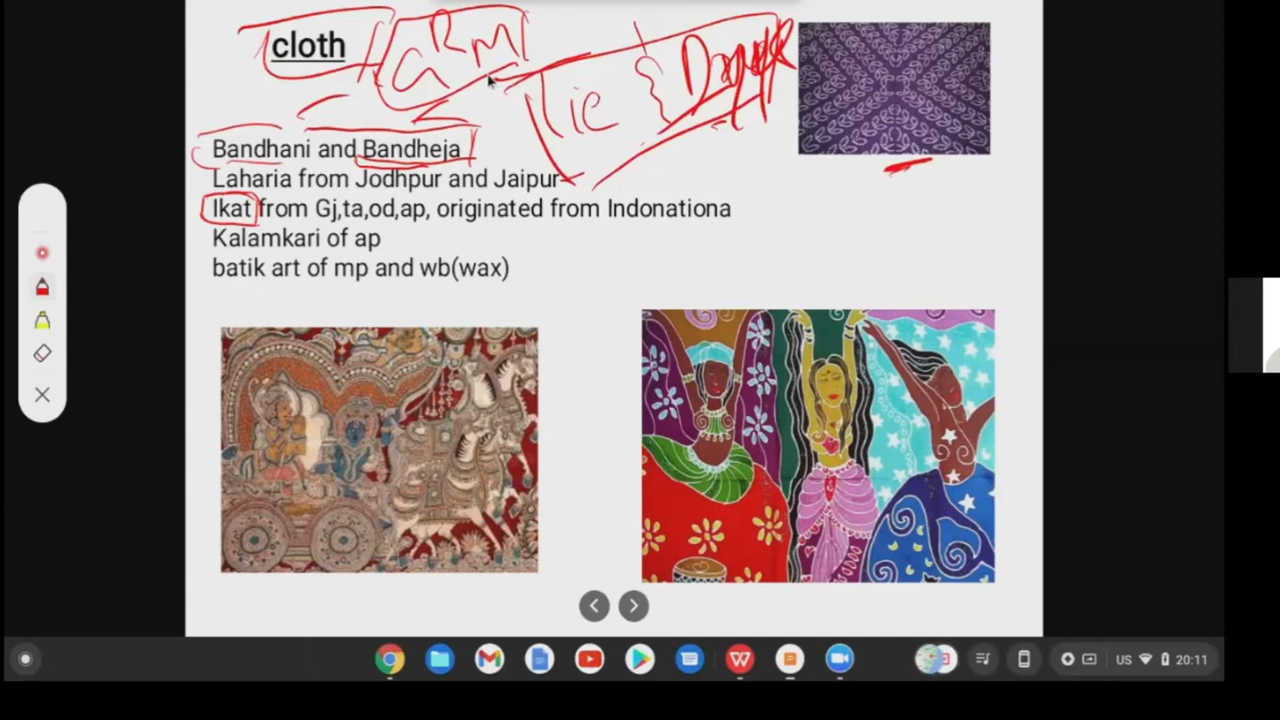 cloth
GRM
Tie {
Bandhani and Bandheja
Laharia from Jodhpur and Jaipur
Ikat from Gj,ta,od,ap, originated from Indonationa
Kalamkari of ap
batik art of mp and wb(wax)
US 20:11